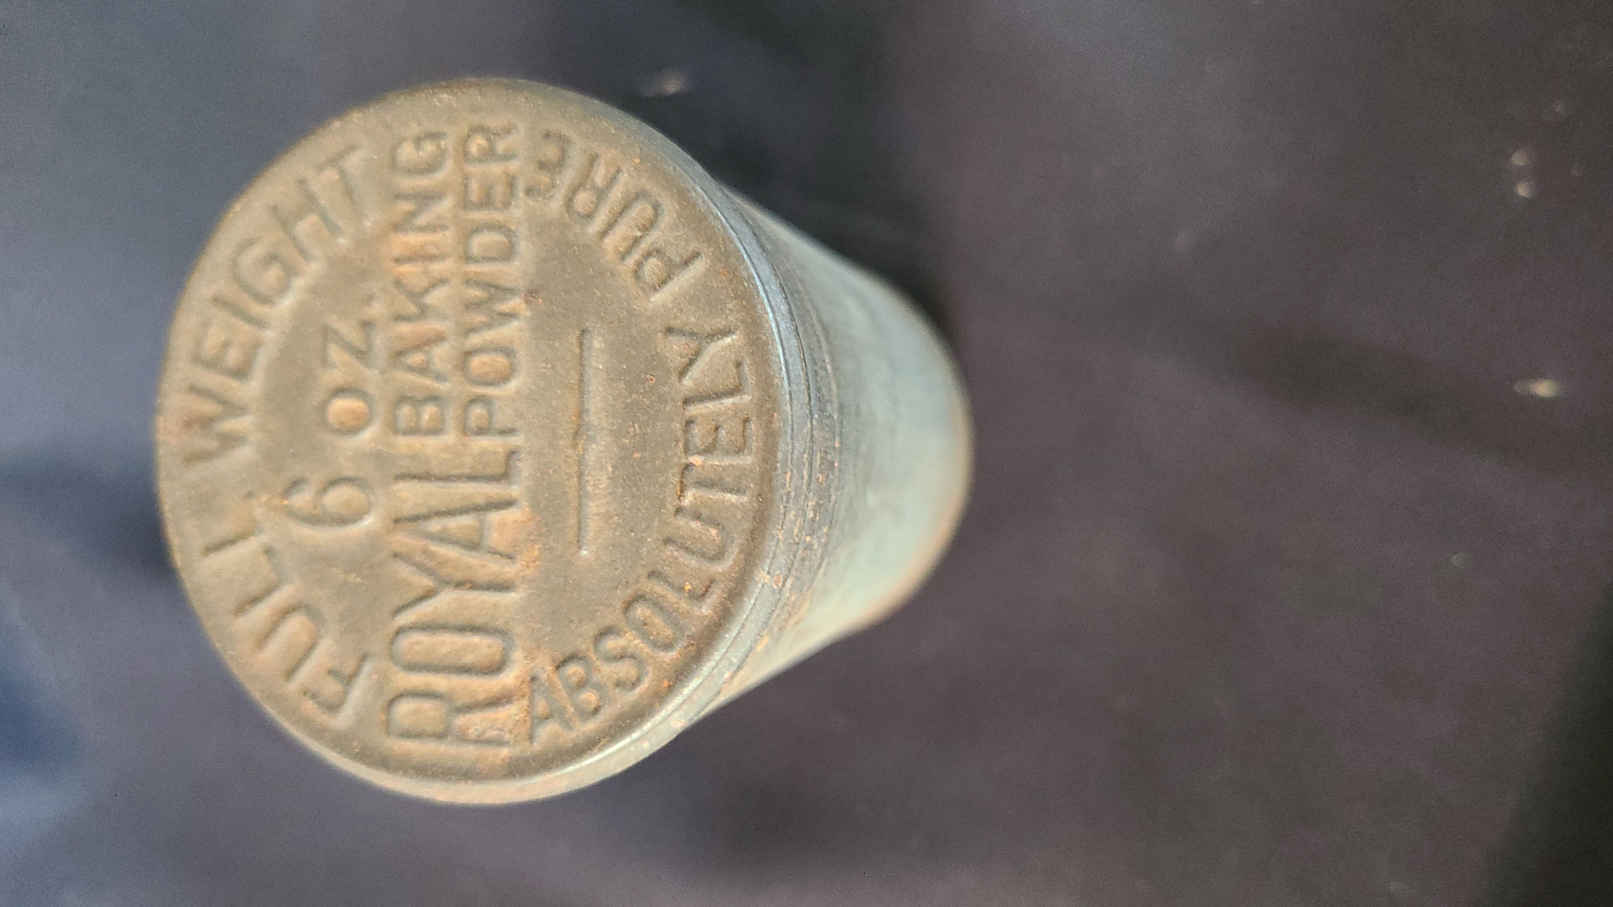 FULL WEIGHT
6 OZ.
ROYAL BAKING POWDER
ABSOLUTELY PURE